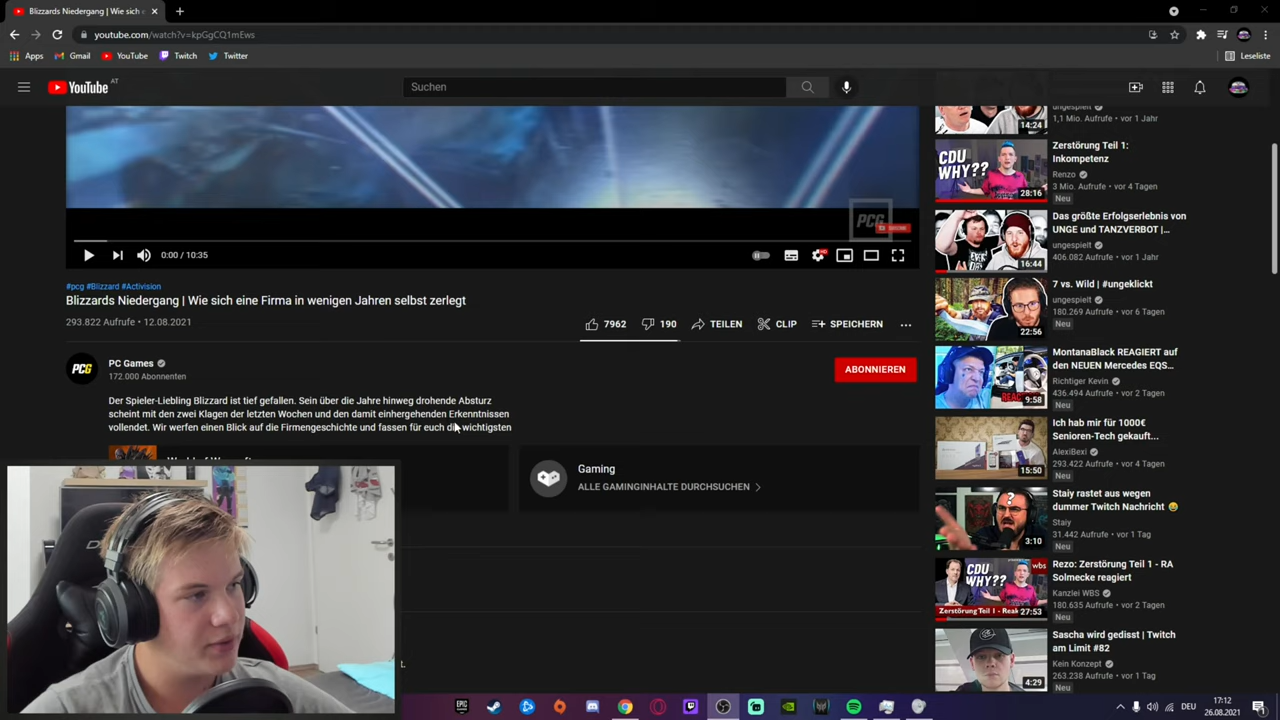 Blizzards Niedergang | Wie sich e
youtube.com/watch?v=kpGgCQ1mEws
Apps
Gmail
YouTube
Twitch
Twitter
Leseliste
YouTube AT
Suchen
PCG
0:00 / 10:35
#pcg #Blizzard #Activision
Blizzards Niedergang | Wie sich eine Firma in wenigen Jahren selbst zerlegt
293.822 Aufrufe • 12.08.2021
7962
190
TEILEN
CLIP
SPEICHERN
PCG
PC Games
172.000 Abonnenten
ABONNIEREN
Der Spieler-Liebling Blizzard ist tief gefallen. Sein über die Jahre hinweg drohende Absturz
scheint mit den zwei Klagen der letzten Wochen und den damit einhergehenden Erkenntnissen
vollendet. Wir werfen einen Blick auf die Firmengeschichte und fassen für euch die wichtigsten
Gaming
ALLE GAMINGINHALTE DURCHSUCHEN
ungespielt
1,1 Mio. Aufrufe • vor 1 Jahr
14:24
CDU
WHY??
28:16
Zerstörung Teil 1:
Inkompetenz
Renzo
3 Mio. Aufrufe • vor 4 Tagen
Neu
16:44
Das größte Erfolgserlebnis von
UNGE und TANZVERBOT |...
ungespielt
406.082 Aufrufe • vor 1 Jahr
22:56
7 vs. Wild | #ungeklickt
ungespielt
180.269 Aufrufe • vor 6 Tagen
Neu
9:58
MontanaBlack REAGIERT auf
den NEUEN Mercedes EQS...
Richtiger Kevin
436.494 Aufrufe • vor 2 Tagen
Neu
15:50
Ich hab mir für 1000€
Senioren-Tech gekauft...
AlexiBexi
293.422 Aufrufe • vor 4 Tagen
Neu
?
3:10
Staiy rastet aus wegen
dummer Twitch Nachricht
Staiy
31.442 Aufrufe • vor 1 Tag
Neu
CDU
WHY??
wbs
Zerstörung Teil 1 - Reak
27:53
Rezo: Zerstörung Teil 1 - RA
Solmecke reagiert
Kanzlei WBS
180.635 Aufrufe • vor 2 Tagen
Neu
4:29
Sascha wird gedisst | Twitch
am Limit #82
Kein Konzept
263.238 Aufrufe • vor 1 Tag
Neu
EPIC
DEU
17:12
26.08.2021